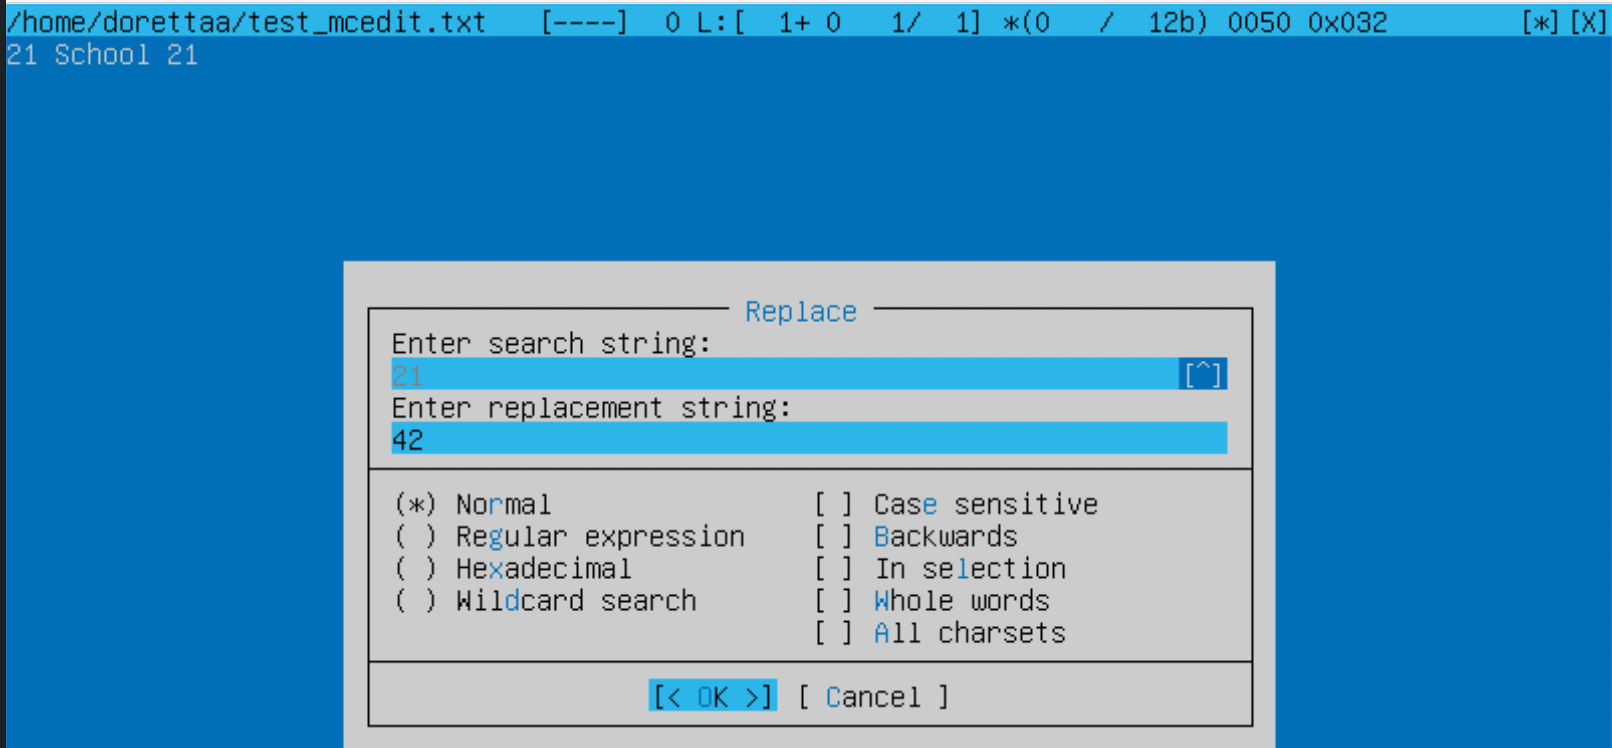 /home/dorettaa/test_mcedit.txt [----] 0 L:[ 1+ 0 1/ 1] *(0 / 12b) 0050 0x032 [*][X]
21 School 21
Replace
Enter search string:
21 [^]
Enter replacement string:
42
(*) Normal [ ] Case sensitive
( ) Regular expression [ ] Backwards
( ) Hexadecimal [ ] In selection
( ) Wildcard search [ ] Whole words
[ ] All charsets
[< OK >] [ Cancel ]